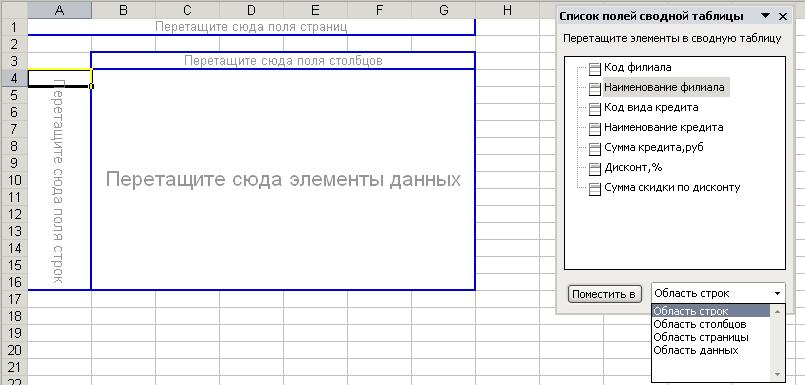 A B C D E F G H
1 Перетащите сюда поля страниц
2
3 Перетащите сюда поля столбцов
4
5
6
7
8
9
10 Перетащите сюда элементы данных
11
12
13
14
15
16
17
18
19
20
21
22
Перетащите сюда поля строк
Список полей сводной таблицы
Перетащите элементы в сводную таблицу
Код филиала
Наименование филиала
Код вида кредита
Наименование кредита
Сумма кредита,руб
Дисконт,%
Сумма скидки по дисконту
Поместить в Область строк
Область строк
Область столбцов
Область страницы
Область данных